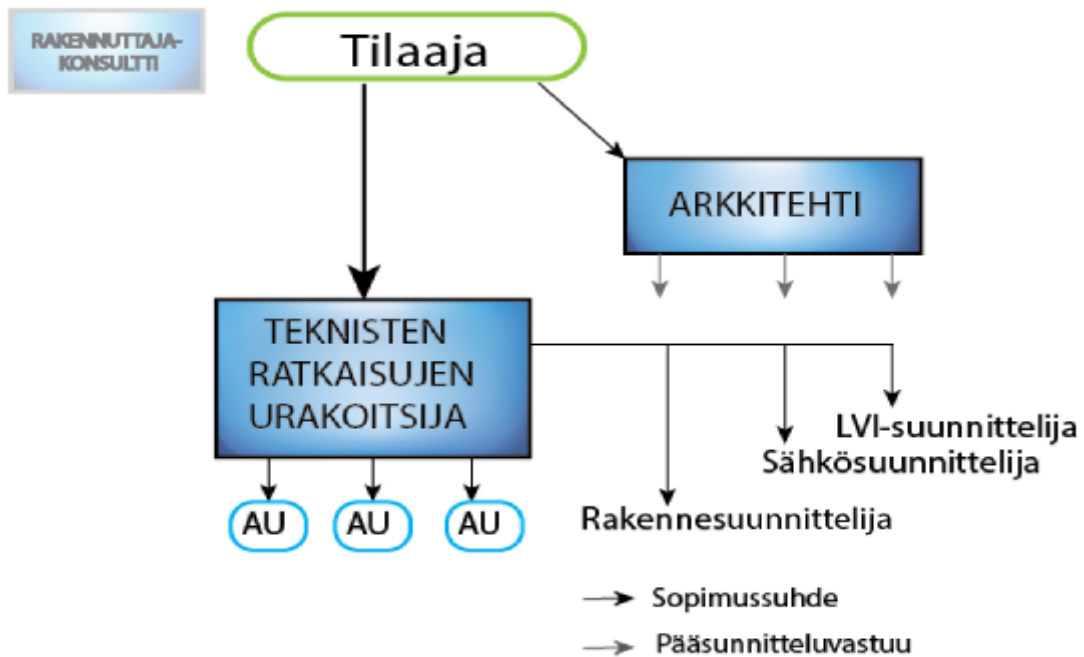 RAKENNUTTAJA-
KONSULTTI
Tilaaja
ARKKITEHTI
TEKNISTEN
RATKAISUJEN
URAKOITSIJA
LVI-suunnittelija
Sähkösuunnittelija
Rakennesuunnittelija
AU AU AU
Sopimussuhde
Pääsunnitteluvastuu